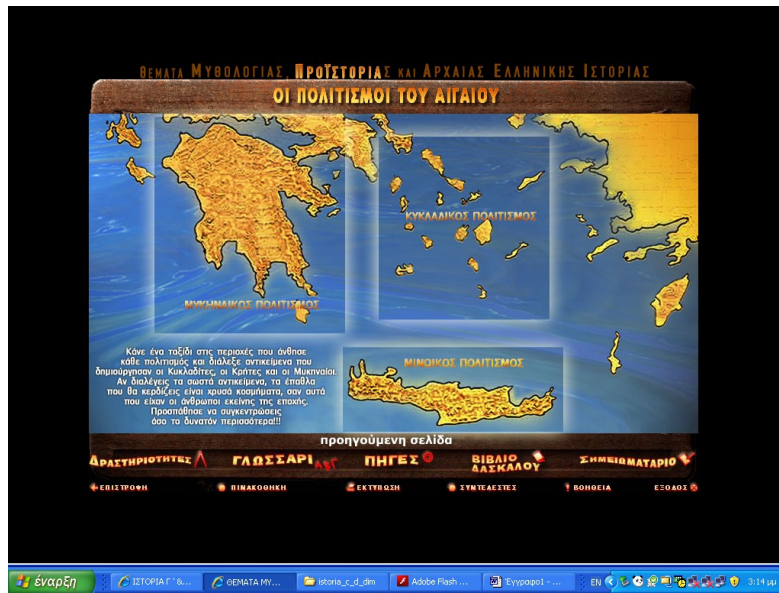 Θεματα Μυθολογιας, Προϊστοριας και Αρχαιας Ελληνικης Ιστοριας
ΟΙ ΠΟΛΙΤΙΣΜΟΙ ΤΟΥ ΑΙΓΑΙΟΥ
ΚΥΚΛΑΔΙΚΟΣ ΠΟΛΙΤΙΣΜΟΣ
ΜΥΚΗΝΑΙΚΟΣ ΠΟΛΙΤΙΣΜΟΣ
ΜΙΝΩΙΚΟΣ ΠΟΛΙΤΙΣΜΟΣ
Κάνε ένα ταξίδι στις περιοχές που άνθησε
κάθε πολιτισμός και διάλεξε αντικείμενα που
δημιούργησαν οι Κυκλαδίτες, οι Κρήτες και οι Μυκηναίοι.
Αν διαλέγεις τα σωστά αντικείμενα, τα έπαθλα
που θα κερδίζεις είναι χρυσά κοσμήματα, σαν αυτά
που είχαν οι άνθρωποι εκείνης της εποχής.
Προσπάθησε να συγκεντρώσεις
όσο το δυνατόν περισσότερα!!!
προηγούμενη σελίδα
ΔΡΑΣΤΗΡΙΟΤΗΤΕΣ ΓΛΩΣΣΑΡΙ ΑΒΓ ΠΗΓΕΣ ΒΙΒΛΙΟ ΔΑΣΚΑΛΟΥ ΣΗΜΕΙΩΜΑΤΑΡΙΟ
ΕΠΙΣΤΡΟΦΗ ΠΙΝΑΚΟΘΗΚΗ ΕΚΤΥΠΩΣΗ ΣΥΝΤΕΛΕΣΤΕΣ ΒΟΗΘΕΙΑ ΕΞΟΔΟΣ
έναρξη ΙΣΤΟΡΙΑ Γ ' &... ΘΕΜΑΤΑ ΜΥ... istoria_c_d_dim Adobe Flash ... Έγγραφο1 - ... EN 3:14 μμ